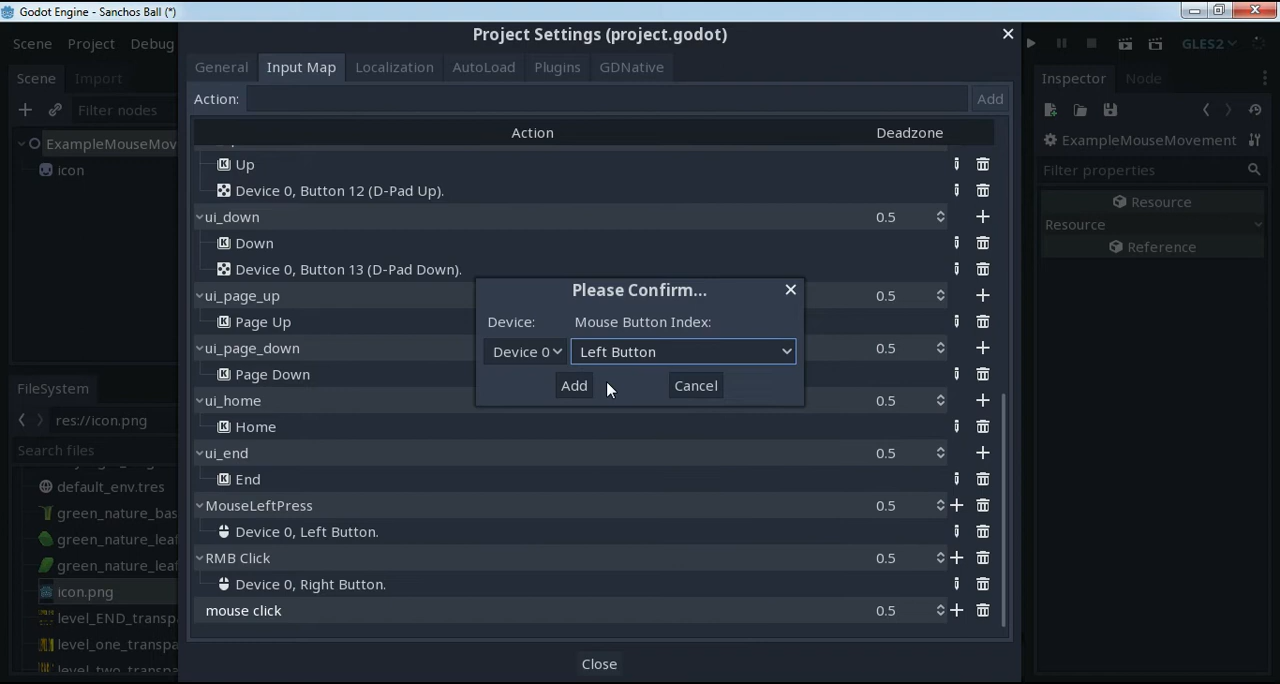 Godot Engine - Sanchos Ball (*)
Scene Project Debug
Project Settings (project.godot)
GLES2
Scene Import
General Input Map Localization AutoLoad Plugins GDNative
Inspector Node
Filter nodes
Action: Add
Action Deadzone
ExampleMouseMov
ExampleMouseMovement
icon
Up
Filter properties
Device 0, Button 12 (D-Pad Up).
Resource
ui_down 0.5
Resource
Down
Reference
Device 0, Button 13 (D-Pad Down).
ui_page_up 0.5
Please Confirm...
Page Up
Device: Mouse Button Index:
ui_page_down 0.5
Device 0 Left Button
Page Down
Add Cancel
FileSystem
ui_home 0.5
res://icon.png
Home
Search files
ui_end 0.5
End
default_env.tres
MouseLeftPress 0.5
green_nature_bas
Device 0, Left Button.
green_nature_leaf
RMB Click 0.5
green_nature_leaf
Device 0, Right Button.
icon.png
mouse click 0.5
level_END_transpa
level_one_transpa
level_two_transpa
Close